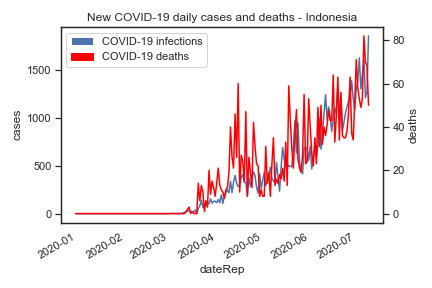 New COVID-19 daily cases and deaths - Indonesia
COVID-19 infections
COVID-19 deaths
cases
1500
1000
500
0
deaths
80
60
40
20
0
2020-01
2020-02
2020-03
2020-04
2020-05
2020-06
2020-07
dateRep